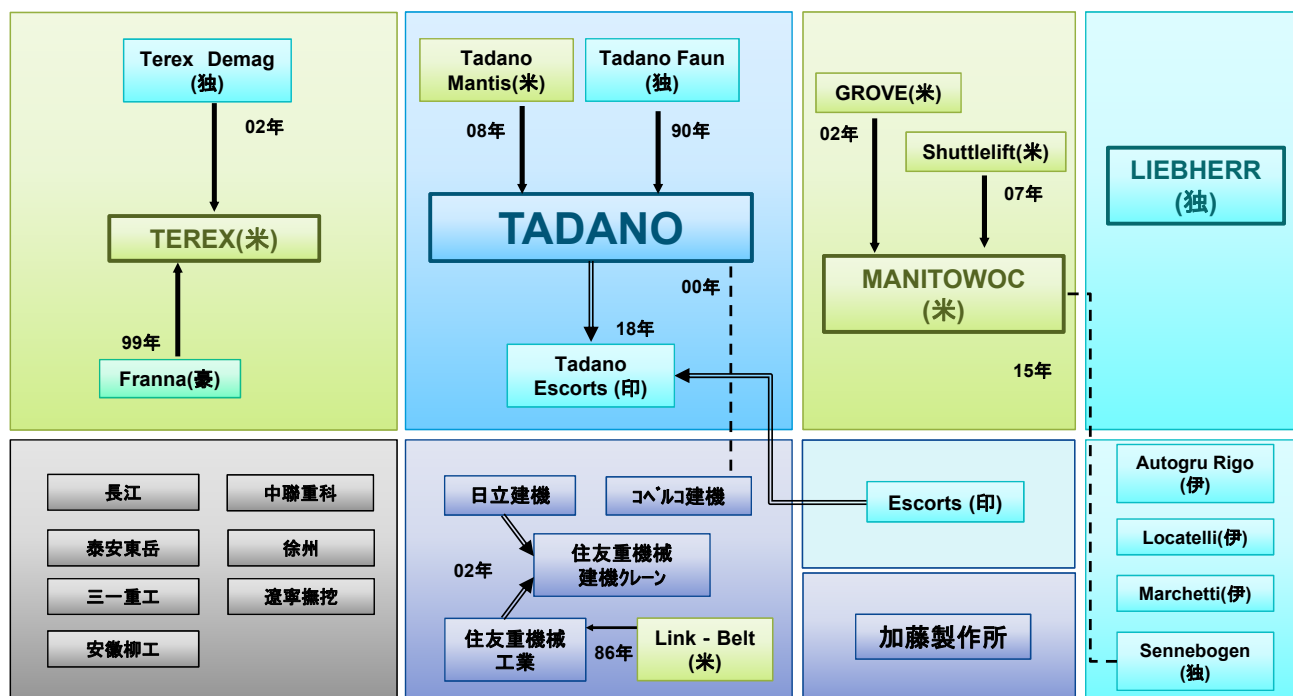 Terex Demag
(独)
02年
TEREX(米)
99年
Franna(豪)
Tadano
Mantis(米)
Tadano Faun
(独)
08年
90年
TADANO
00年
18年
Tadano
Escorts (印)
GROVE(米)
02年
Shuttlelift(米)
07年
MANITOWOC
(米)
15年
LIEBHERR
(独)
長江
中聯重科
泰安東岳
徐州
三一重工
遼寧撫挖
安徽柳工
日立建機
コベルコ建機
02年
住友重機械
建機クレーン
住友重機械
工業
86年
Link - Belt
(米)
Escorts (印)
加藤製作所
Autogru Rigo
(伊)
Locatelli(伊)
Marchetti(伊)
Sennebogen
(独)